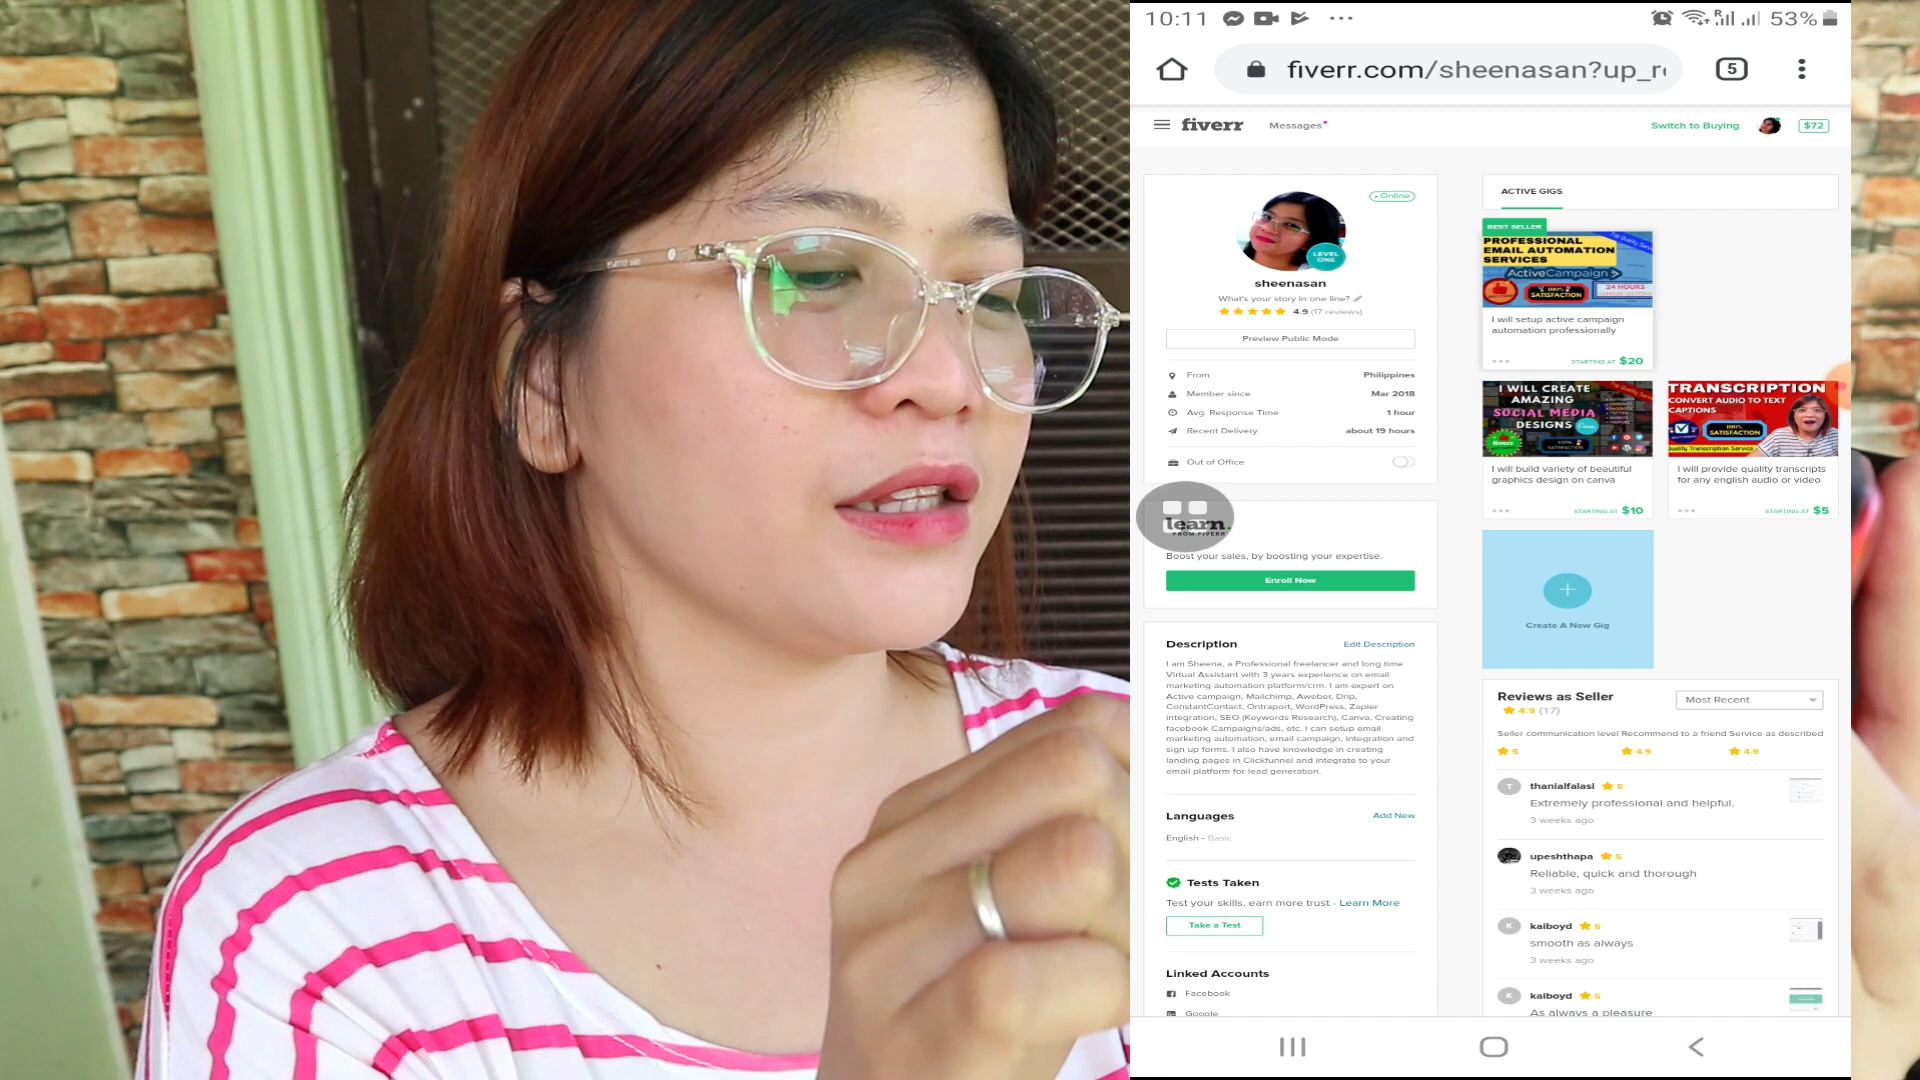 10:11
53%
fiverr.com/sheenasan?up_r
5
fiverr
Messages
Switch to Buying
$72
Online
LEVEL
ONE
sheenasan
What's your story in one line?
4.9 (17 reviews)
Preview Public Mode
From Philippines
Member since Mar 2018
Avg. Response Time 1 hour
Recent Delivery about 19 hours
Out of Office
learn.
FROM FIVERR
Boost your sales, by boosting your expertise.
Enroll Now
Description Edit Description
I am Sheena, a Professional freelancer and long time
Virtual Assistant with 3 years experience on email
marketing automation platform/crm. I am expert on
Active campaign, Mailchimp, Aweber, Drip,
ConstantContact, Ontraport, WordPress, Zapier
integration, SEO (Keywords Research), Canva, Creating
facebook Campaigns/ads, etc. I can setup email
marketing automation, email campaign, integration and
sign up forms. I also have knowledge in creating
landing pages in Clickfunnel and integrate to your
email platform for lead generation.
Languages Add New
English - Basic
Tests Taken
Test your skills, earn more trust - Learn More
Take a Test
Linked Accounts
Facebook
Google
ACTIVE GIGS
BEST SELLER
PROFESSIONAL
EMAIL AUTOMATION
SERVICES
Top Quality
ActiveCampaign >
100%
SATISFACTION
24 HOURS
I will setup active campaign
automation professionally
STARTING AT $20
I WILL CREATE
AMAZING
SOCIAL MEDIA
DESIGNS
fiverr
I will build variety of beautiful
graphics design on canva
STARTING AT $10
TRANSCRIPTION
CONVERT AUDIO TO TEXT
CAPTIONS
100%
SATISFACTION
Quality Transcription Service
I will provide quality transcripts
for any english audio or video
STARTING AT $5
+
Create A New Gig
Reviews as Seller
4.9 (17)
Most Recent
Seller communication level Recommend to a friend Service as described
5 4.9 4.9
T
thanialfalasi 5
Extremely professional and helpful.
3 weeks ago
upeshthapa 5
Reliable, quick and thorough
3 weeks ago
K
kaiboyd 5
smooth as always
3 weeks ago
K
kaiboyd 5
As always a pleasure